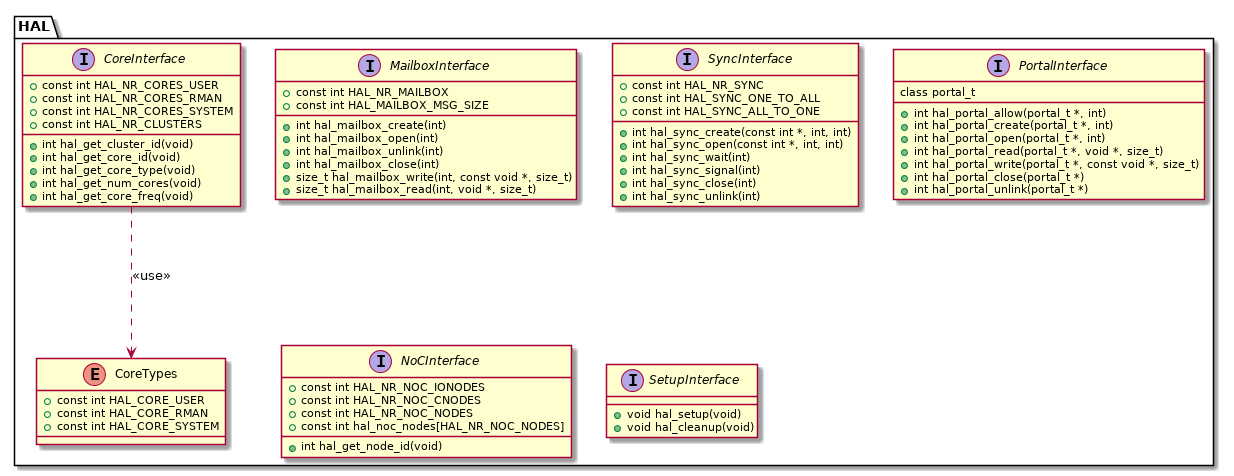 HAL
I CoreInterface
const int HAL_NR_CORES_USER
const int HAL_NR_CORES_RMAN
const int HAL_NR_CORES_SYSTEM
const int HAL_NR_CLUSTERS
int hal_get_cluster_id(void)
int hal_get_core_id(void)
int hal_get_core_type(void)
int hal_get_num_cores(void)
int hal_get_core_freq(void)
I MailboxInterface
const int HAL_NR_MAILBOX
const int HAL_MAILBOX_MSG_SIZE
int hal_mailbox_create(int)
int hal_mailbox_open(int)
int hal_mailbox_unlink(int)
int hal_mailbox_close(int)
size_t hal_mailbox_write(int, const void *, size_t)
size_t hal_mailbox_read(int, void *, size_t)
I SyncInterface
const int HAL_NR_SYNC
const int HAL_SYNC_ONE_TO_ALL
const int HAL_SYNC_ALL_TO_ONE
int hal_sync_create(const int *, int, int)
int hal_sync_open(const int *, int, int)
int hal_sync_wait(int)
int hal_sync_signal(int)
int hal_sync_close(int)
int hal_sync_unlink(int)
I PortalInterface
class portal_t
int hal_portal_allow(portal_t *, int)
int hal_portal_create(portal_t *, int)
int hal_portal_open(portal_t *, int)
int hal_portal_read(portal_t *, void *, size_t)
int hal_portal_write(portal_t *, const void *, size_t)
int hal_portal_close(portal_t *)
int hal_portal_unlink(portal_t *)
«use»
E CoreTypes
const int HAL_CORE_USER
const int HAL_CORE_RMAN
const int HAL_CORE_SYSTEM
I NoCInterface
const int HAL_NR_NOC_IONODES
const int HAL_NR_NOC_CNODES
const int HAL_NR_NOC_NODES
const int hal_noc_nodes[HAL_NR_NOC_NODES]
int hal_get_node_id(void)
I SetupInterface
void hal_setup(void)
void hal_cleanup(void)